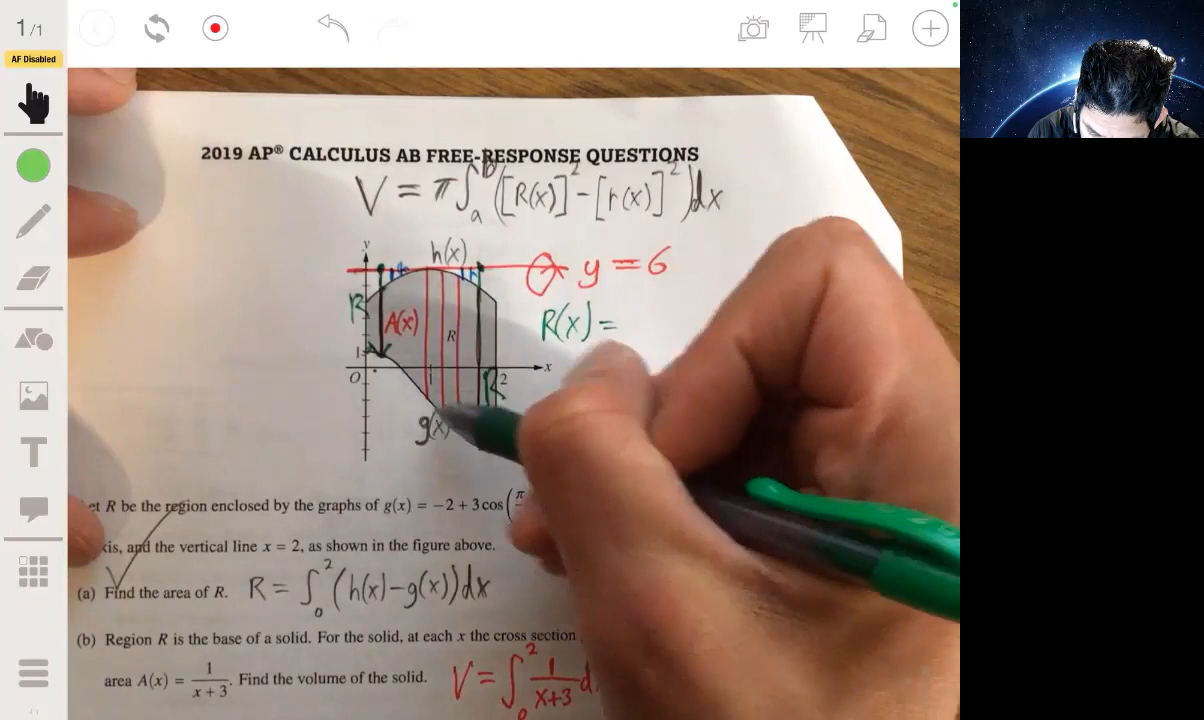 1/1
AF Disabled
2019 AP® CALCULUS AB FREE-RESPONSE QUESTIONS
V = π∫ₐᵇ([R(x)]² - [r(x)]²)dx
y
h(x)
y = 6
R
A(x)
R
R(x) =
1
O
1
2
x
R
g(x)
et R be the region enclosed by the graphs of g(x) = −2 + 3 cos(π
xis, and the vertical line x = 2, as shown in the figure above.
(a) Find the area of R. R = ∫₀²(h(x) - g(x))dx
(b) Region R is the base of a solid. For the solid, at each x the cross section
area A(x) = 1/(x + 3). Find the volume of the solid. V = ∫₀² 1/(x+3) d
T